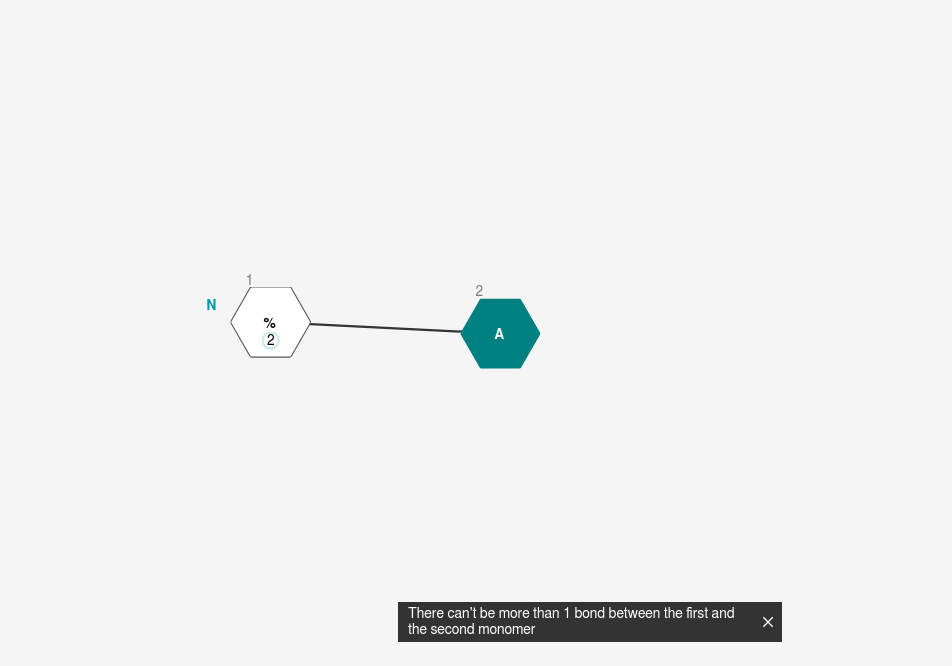 1
2
N
%
A
2
There can't be more than 1 bond between the first and
the second monomer